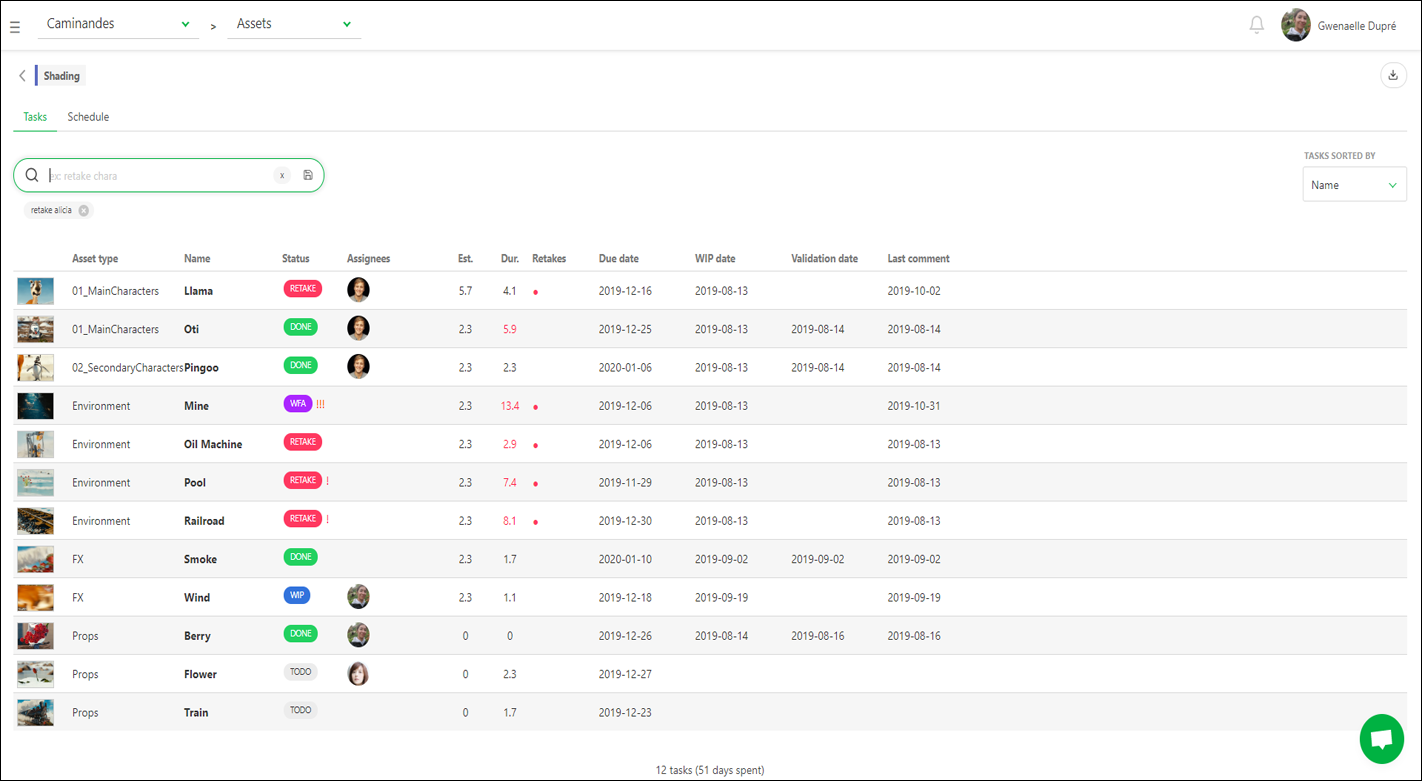 Caminandes > Assets Gwenaelle Dupré
Shading
Tasks Schedule
TASKS SORTED BY
ex: retake chara x Name
retake alicia
Asset type Name Status Assignees Est. Dur. Retakes Due date WIP date Validation date Last comment
01_MainCharacters Llama RETAKE 5.7 4.1 2019-12-16 2019-08-13 2019-10-02
01_MainCharacters Oti DONE 2.3 5.9 2019-12-25 2019-08-13 2019-08-14 2019-08-14
02_SecondaryCharacters Pingoo DONE 2.3 2.3 2020-01-06 2019-08-13 2019-08-14 2019-08-14
Environment Mine WFA !!! 2.3 13.4 2019-12-06 2019-08-13 2019-10-31
Environment Oil Machine RETAKE 2.3 2.9 2019-12-06 2019-08-13 2019-08-13
Environment Pool RETAKE ! 2.3 7.4 2019-11-29 2019-08-13 2019-08-13
Environment Railroad RETAKE ! 2.3 8.1 2019-12-30 2019-08-13 2019-08-13
FX Smoke DONE 2.3 1.7 2020-01-10 2019-09-02 2019-09-02 2019-09-02
FX Wind WIP 2.3 1.1 2019-12-18 2019-09-19 2019-09-19
Props Berry DONE 0 0 2019-12-26 2019-08-14 2019-08-16 2019-08-16
Props Flower TODO 0 2.3 2019-12-27
Props Train TODO 0 1.7 2019-12-23
12 tasks (51 days spent)